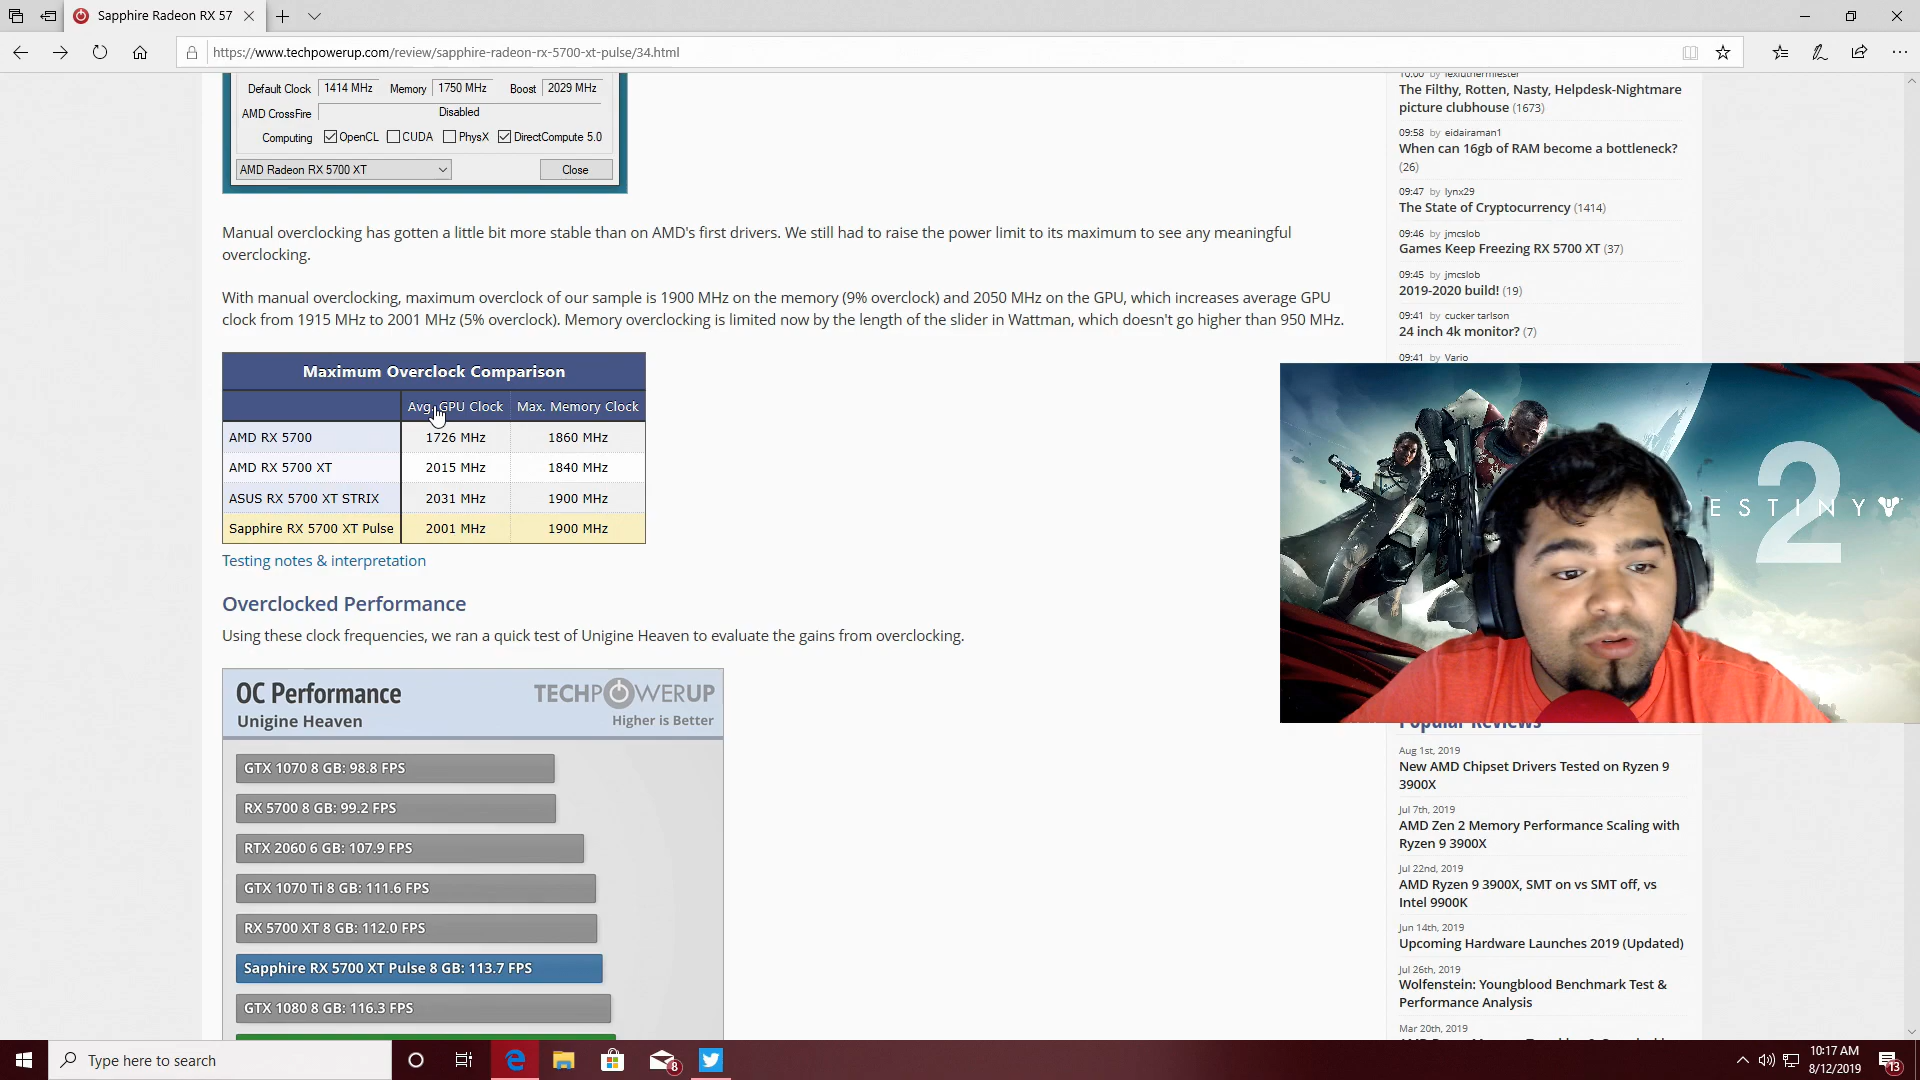 Sapphire Radeon RX 57
https://www.techpowerup.com/review/sapphire-radeon-rx-5700-xt-pulse/34.html
Default Clock 1414 MHz Memory 1750 MHz Boost 2029 MHz
AMD CrossFire Disabled
Computing OpenCL CUDA PhysX DirectCompute 5.0
AMD Radeon RX 5700 XT Close
Manual overclocking has gotten a little bit more stable than on AMD's first drivers. We still had to raise the power limit to its maximum to see any meaningful
overclocking.
With manual overclocking, maximum overclock of our sample is 1900 MHz on the memory (9% overclock) and 2050 MHz on the GPU, which increases average GPU
clock from 1915 MHz to 2001 MHz (5% overclock). Memory overclocking is limited now by the length of the slider in Wattman, which doesn't go higher than 950 MHz.
Maximum Overclock Comparison
Avg. GPU Clock Max. Memory Clock
AMD RX 5700 1726 MHz 1860 MHz
AMD RX 5700 XT 2015 MHz 1840 MHz
ASUS RX 5700 XT STRIX 2031 MHz 1900 MHz
Sapphire RX 5700 XT Pulse 2001 MHz 1900 MHz
Testing notes & interpretation
Overclocked Performance
Using these clock frequencies, we ran a quick test of Unigine Heaven to evaluate the gains from overclocking.
OC Performance TECHPOWERUP
Unigine Heaven Higher is Better
GTX 1070 8 GB: 98.8 FPS
RX 5700 8 GB: 99.2 FPS
RTX 2060 6 GB: 107.9 FPS
GTX 1070 Ti 8 GB: 111.6 FPS
RX 5700 XT 8 GB: 112.0 FPS
Sapphire RX 5700 XT Pulse 8 GB: 113.7 FPS
GTX 1080 8 GB: 116.3 FPS
10:00 by lexluthermiester
The Filthy, Rotten, Nasty, Helpdesk-Nightmare
picture clubhouse (1673)
09:58 by eidairaman1
When can 16gb of RAM become a bottleneck?
(26)
09:47 by lynx29
The State of Cryptocurrency (1414)
09:46 by jmcslob
Games Keep Freezing RX 5700 XT (37)
09:45 by jmcslob
2019-2020 build! (19)
09:41 by cucker tarlson
24 inch 4k monitor? (7)
09:41 by Vario
ESTINY
2
Popular Reviews
Aug 1st, 2019
New AMD Chipset Drivers Tested on Ryzen 9
3900X
Jul 7th, 2019
AMD Zen 2 Memory Performance Scaling with
Ryzen 9 3900X
Jul 22nd, 2019
AMD Ryzen 9 3900X, SMT on vs SMT off, vs
Intel 9900K
Jun 14th, 2019
Upcoming Hardware Launches 2019 (Updated)
Jul 26th, 2019
Wolfenstein: Youngblood Benchmark Test &
Performance Analysis
Mar 20th, 2019
Type here to search
8
10:17 AM
8/12/2019
13